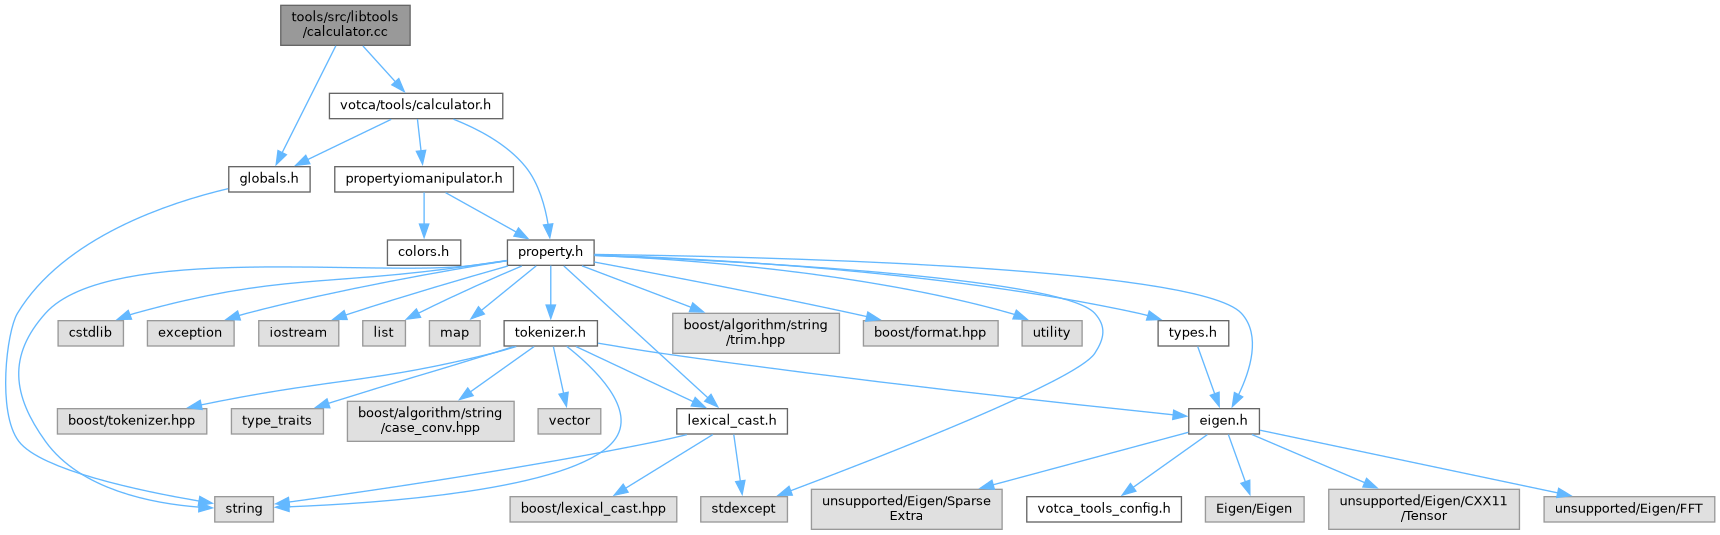 tools/src/libtools
/calculator.cc
votca/tools/calculator.h
globals.h
propertyiomanipulator.h
colors.h
property.h
cstdlib
exception
iostream
list
map
tokenizer.h
boost/algorithm/string
/trim.hpp
boost/format.hpp
utility
types.h
boost/tokenizer.hpp
type_traits
boost/algorithm/string
/case_conv.hpp
vector
lexical_cast.h
eigen.h
string
boost/lexical_cast.hpp
stdexcept
unsupported/Eigen/Sparse
Extra
votca_tools_config.h
Eigen/Eigen
unsupported/Eigen/CXX11
/Tensor
unsupported/Eigen/FFT